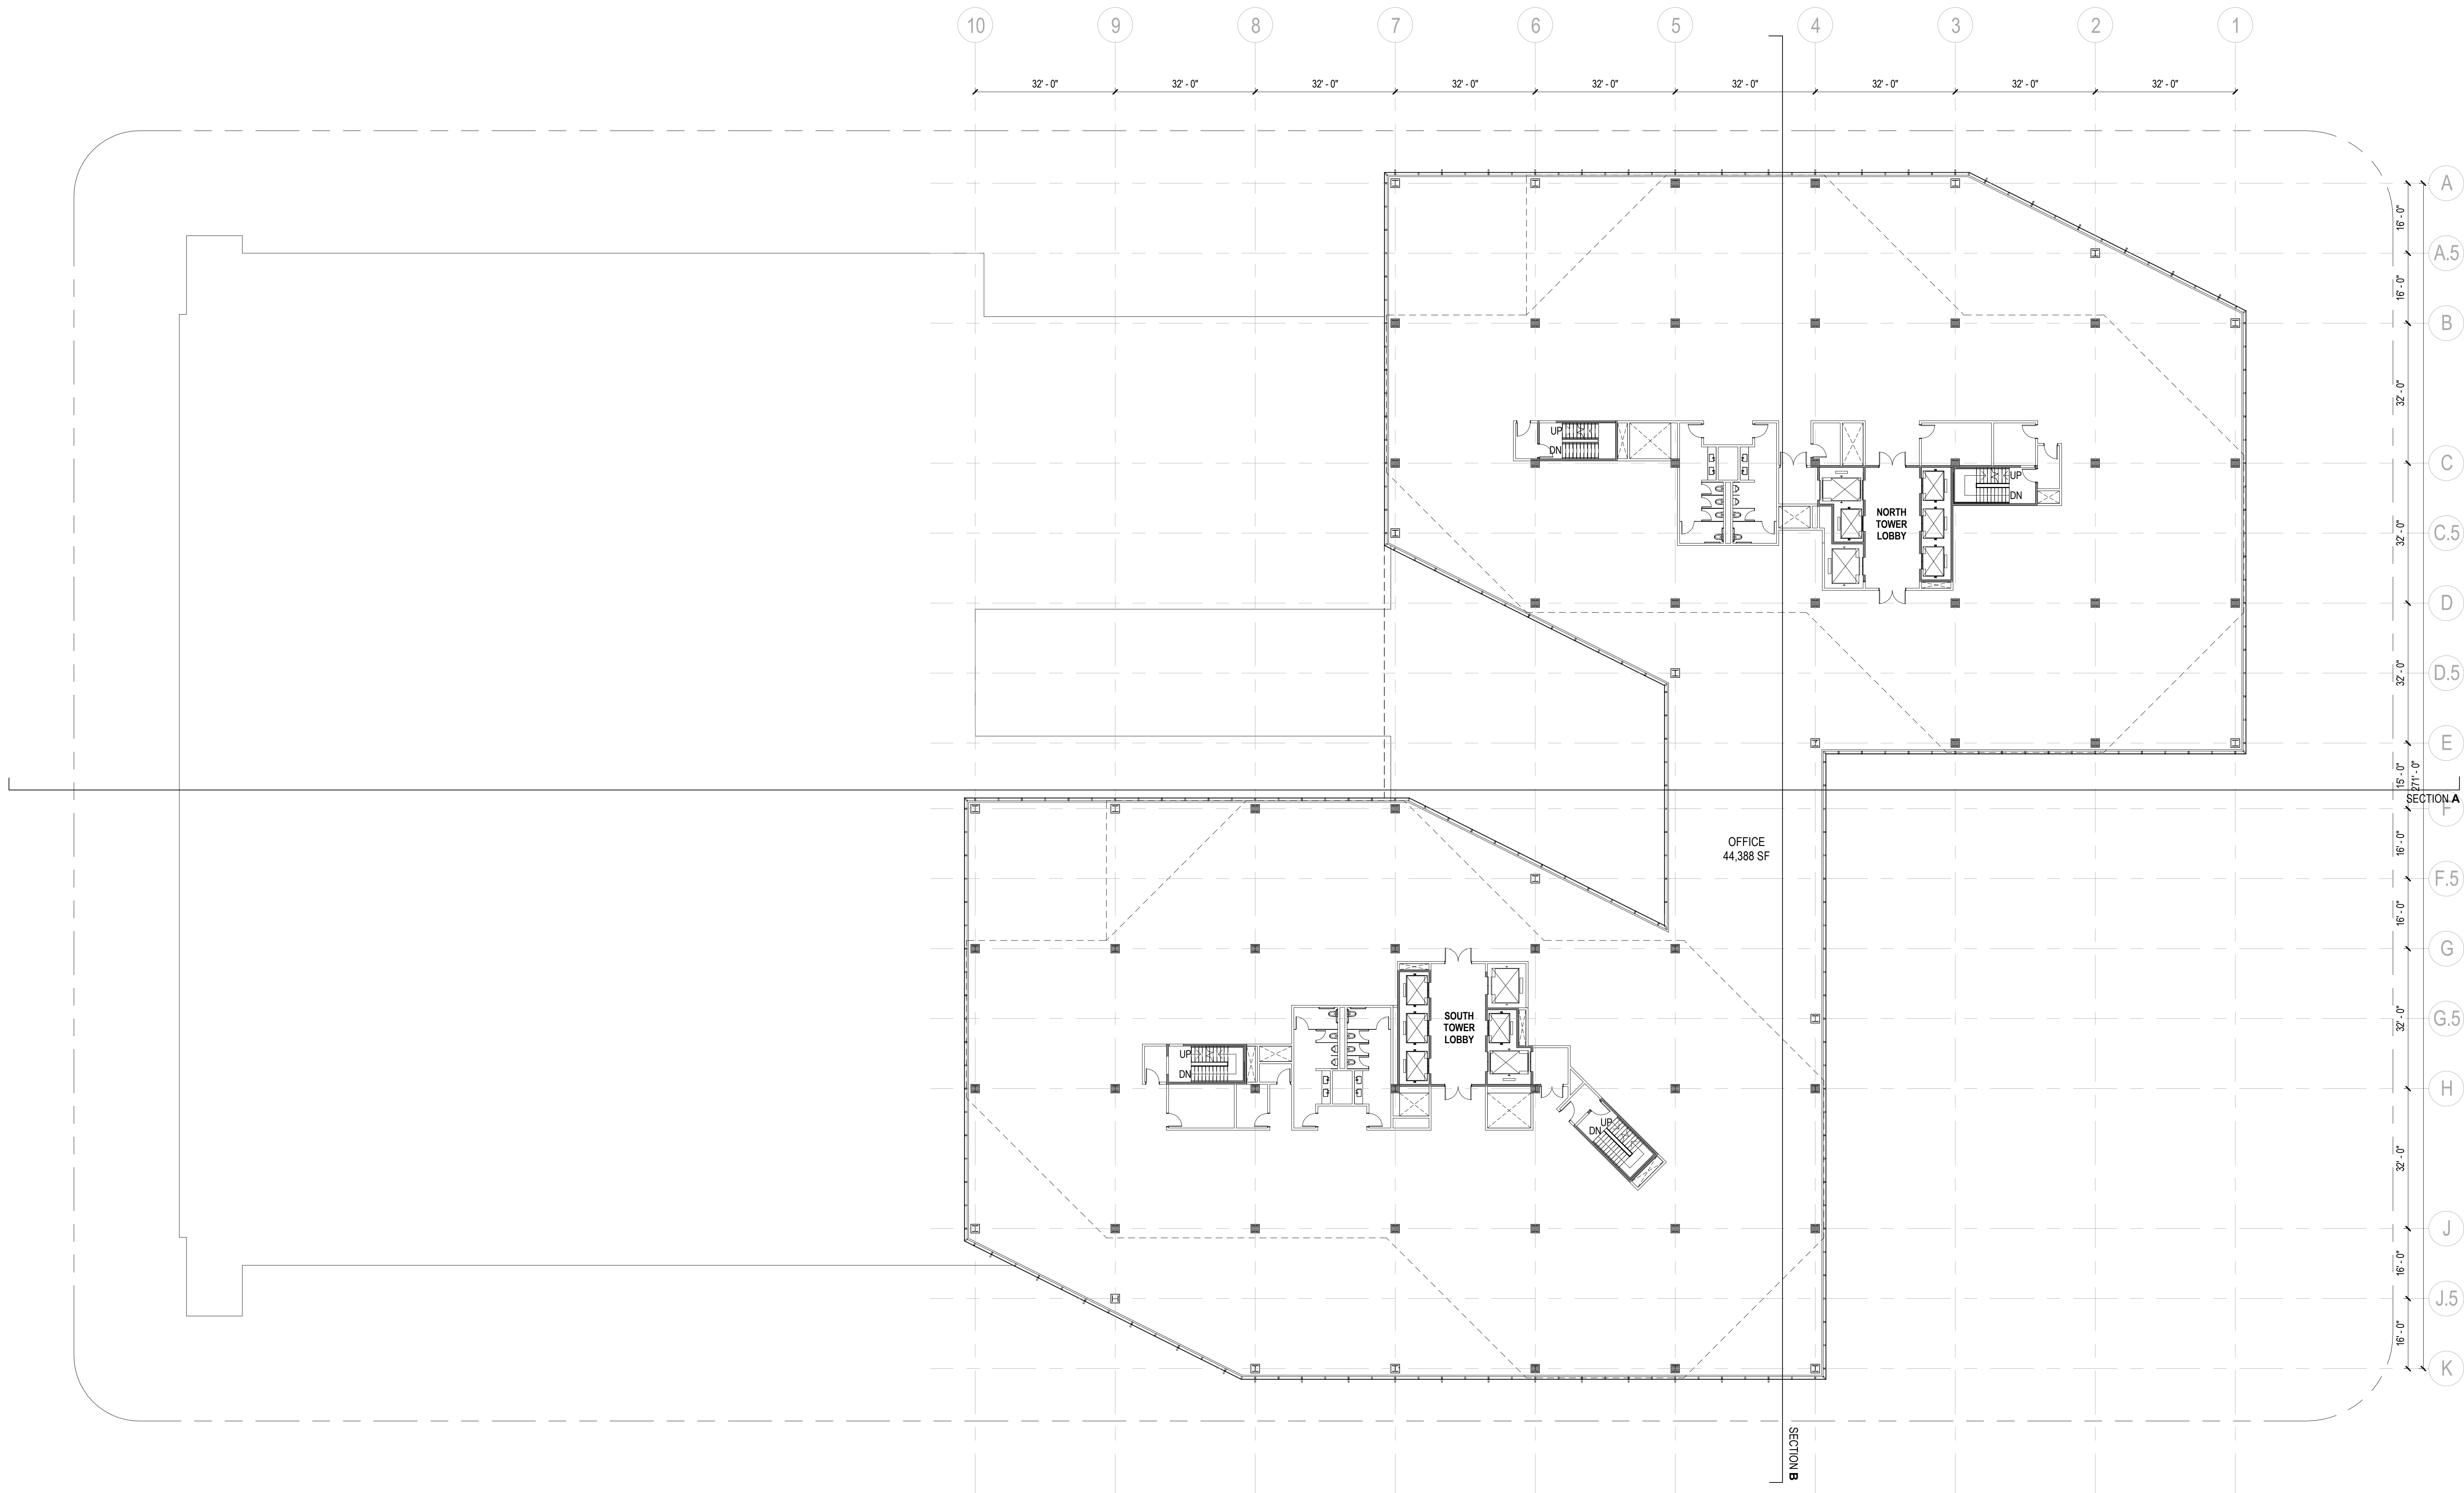 10 9 8 7 6 5 4 3 2 1
32' - 0" 32' - 0" 32' - 0" 32' - 0" 32' - 0" 32' - 0" 32' - 0" 32' - 0" 32' - 0"
A
16' - 0"
A.5
16' - 0"
B
32' - 0"
UP
DN
C
UP
DN
NORTH
TOWER
LOBBY
32' - 0"
C.5
D
32' - 0"
D.5
E
15' - 0"
271' - 0"
SECTION A
F
OFFICE
44,388 SF
16' - 0"
F.5
16' - 0"
G
SOUTH
TOWER
LOBBY
32' - 0"
G.5
UP
DN
H
UP
DN
32' - 0"
J
16' - 0"
J.5
16' - 0"
K
SECTION B